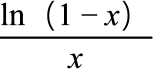 ln (1 − x)
x